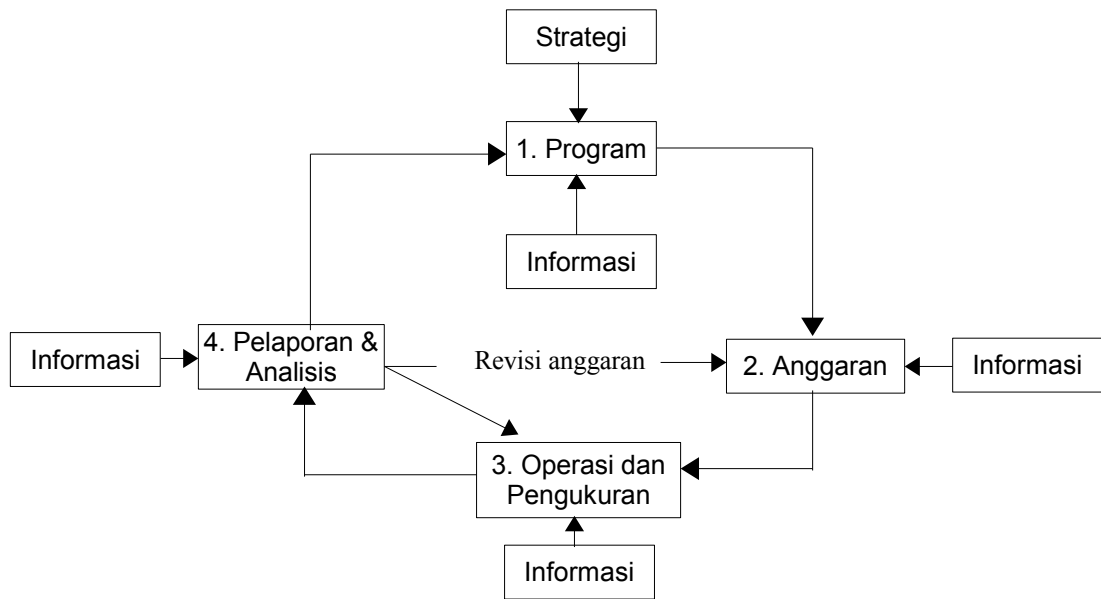 Strategi
1. Program
Informasi
4. Pelaporan &
Analisis
Informasi
Revisi anggaran
2. Anggaran
Informasi
3. Operasi dan
Pengukuran
Informasi